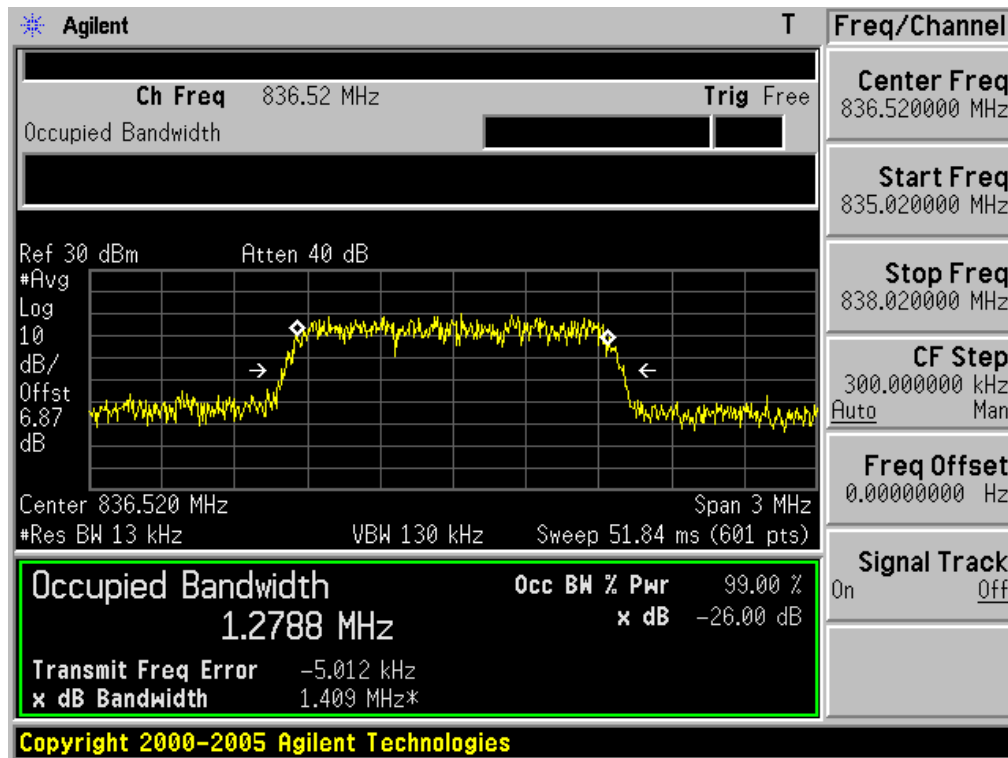 Agilent T Freq/Channel
Ch Freq 836.52 MHz Trig Free
Occupied Bandwidth
Center Freq
836.520000 MHz
Start Freq
835.020000 MHz
Stop Freq
838.020000 MHz
CF Step
300.000000 kHz
Auto Man
Freq Offset
0.00000000 Hz
Signal Track
On Off
Ref 30 dBm Atten 40 dB
#Avg
Log
10
dB/
Offst
6.87
dB
Center 836.520 MHz Span 3 MHz
#Res BW 13 kHz VBW 130 kHz Sweep 51.84 ms (601 pts)
Occupied Bandwidth Occ BW % Pwr 99.00 %
1.2788 MHz x dB -26.00 dB
Transmit Freq Error -5.012 kHz
x dB Bandwidth 1.409 MHz*
Copyright 2000-2005 Agilent Technologies